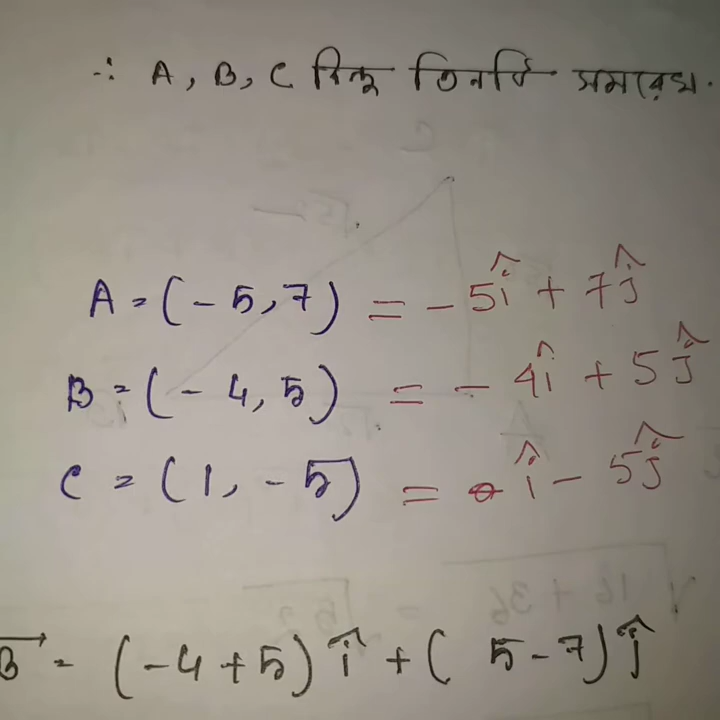 ∴ A, B, C বিন্দু তিনটি সমরেখ.
A = (-5, 7) = -5î + 7ĵ
B = (-4, 5) = -4î + 5ĵ
C = (1, -5) = î - 5ĵ
B = (-4+5) î + ( 5-7) ĵ